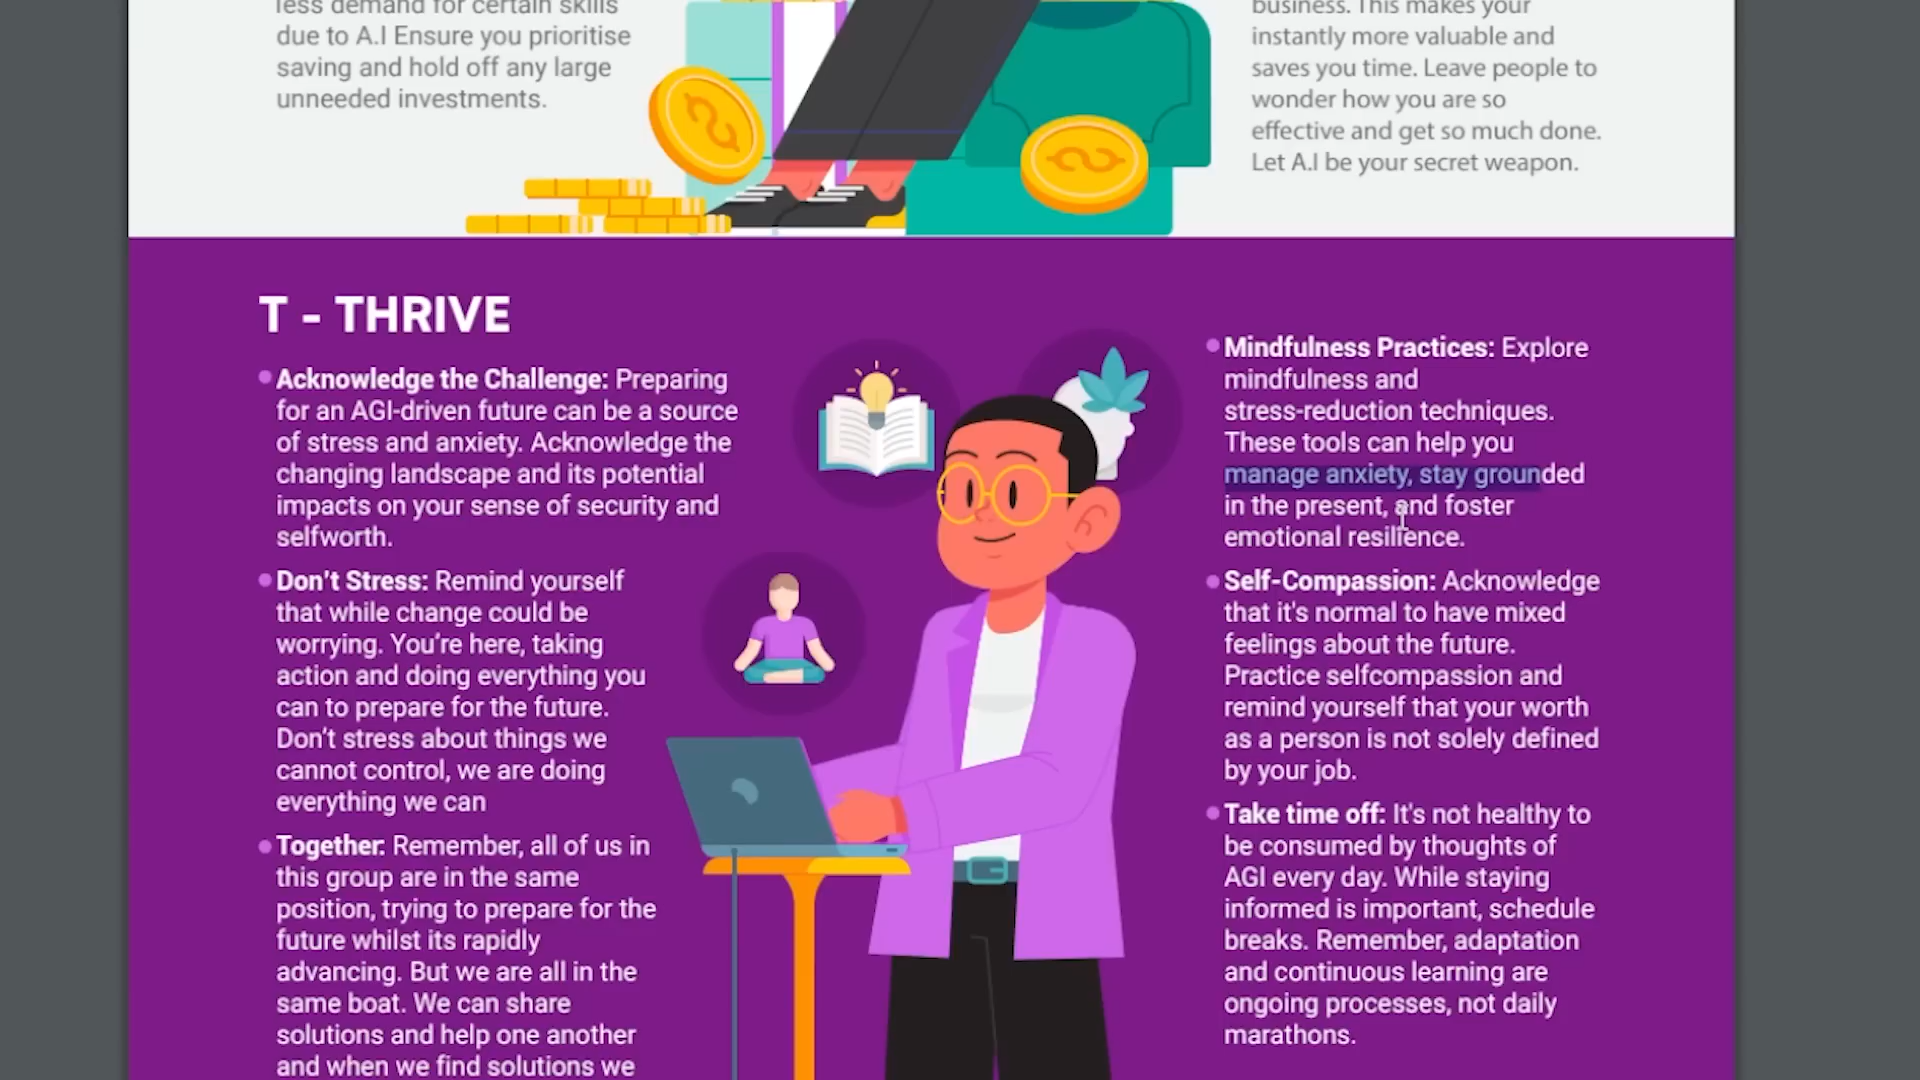 less demand for certain skills
due to A.I Ensure you prioritise
saving and hold off any large
unneeded investments.
business. This makes your
instantly more valuable and
saves you time. Leave people to
wonder how you are so
effective and get so much done.
Let A.I be your secret weapon.
T - THRIVE
Acknowledge the Challenge: Preparing
for an AGI-driven future can be a source
of stress and anxiety. Acknowledge the
changing landscape and its potential
impacts on your sense of security and
selfworth.
Don't Stress: Remind yourself
that while change could be
worrying. You're here, taking
action and doing everything you
can to prepare for the future.
Don't stress about things we
cannot control, we are doing
everything we can
Together: Remember, all of us in
this group are in the same
position, trying to prepare for the
future whilst its rapidly
advancing. But we are all in the
same boat. We can share
solutions and help one another
and when we find solutions we
Mindfulness Practices: Explore
mindfulness and
stress-reduction techniques.
These tools can help you
manage anxiety, stay grounded
in the present, and foster
emotional resilience.
Self-Compassion: Acknowledge
that it's normal to have mixed
feelings about the future.
Practice selfcompassion and
remind yourself that your worth
as a person is not solely defined
by your job.
Take time off: It's not healthy to
be consumed by thoughts of
AGI every day. While staying
informed is important, schedule
breaks. Remember, adaptation
and continuous learning are
ongoing processes, not daily
marathons.